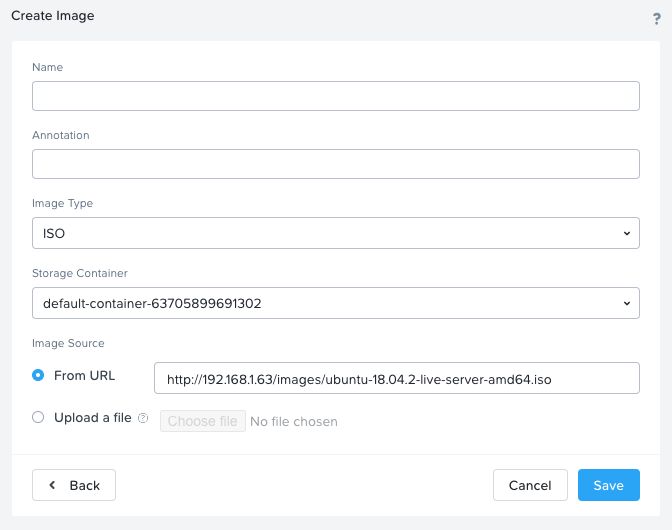 Create Image
?
Name
Annotation
Image Type
ISO
Storage Container
default-container-63705899691302
Image Source
From URL
http://192.168.1.63/images/ubuntu-18.04.2-live-server-amd64.iso
Upload a file ?
Choose file No file chosen
Back
Cancel
Save